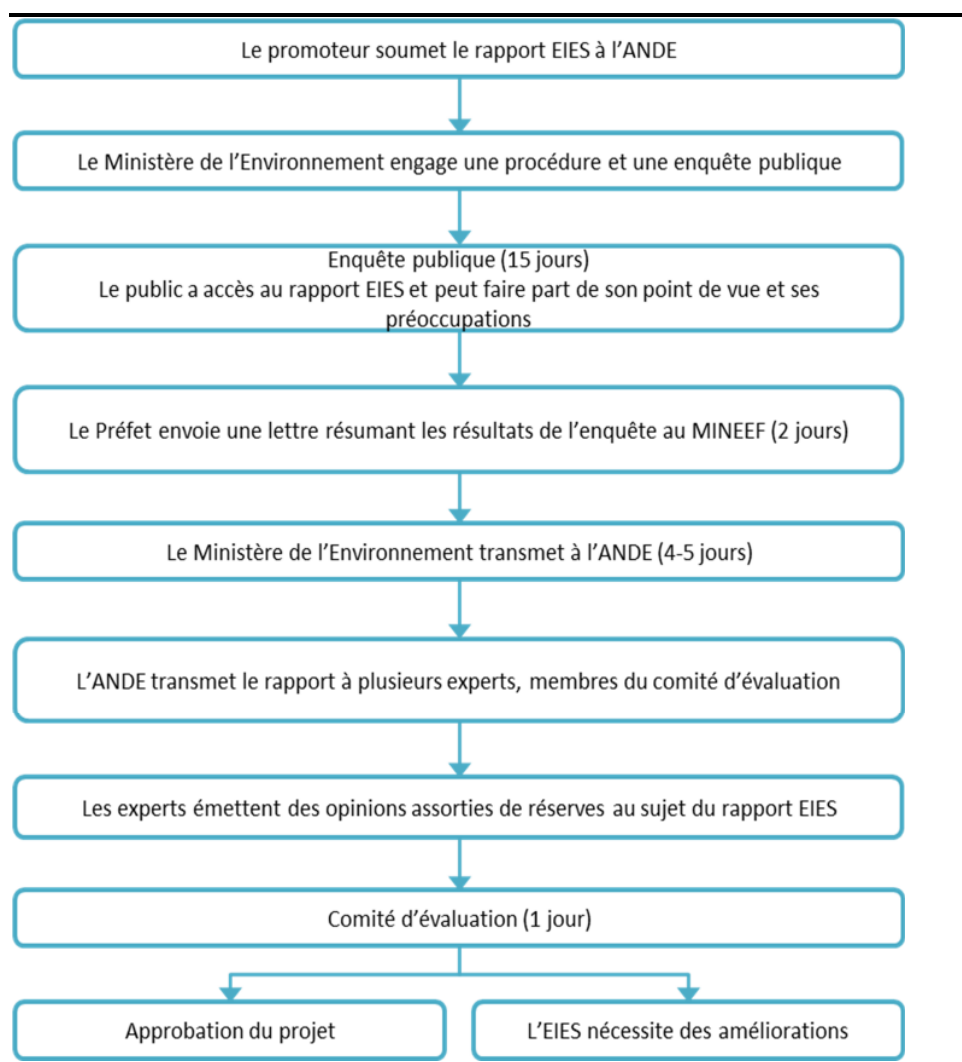 Le promoteur soumet le rapport EIES à l'ANDE
Le Ministère de l'Environnement engage une procédure et une enquête publique
Enquête publique (15 jours)
Le public a accès au rapport EIES et peut faire part de son point de vue et ses
préoccupations
Le Préfet envoie une lettre résumant les résultats de l'enquête au MINEEF (2 jours)
Le Ministère de l'Environnement transmet à l'ANDE (4-5 jours)
L'ANDE transmet le rapport à plusieurs experts, membres du comité d'évaluation
Les experts émettent des opinions assorties de réserves au sujet du rapport EIES
Comité d'évaluation (1 jour)
Approbation du projet
L'EIES nécessite des améliorations